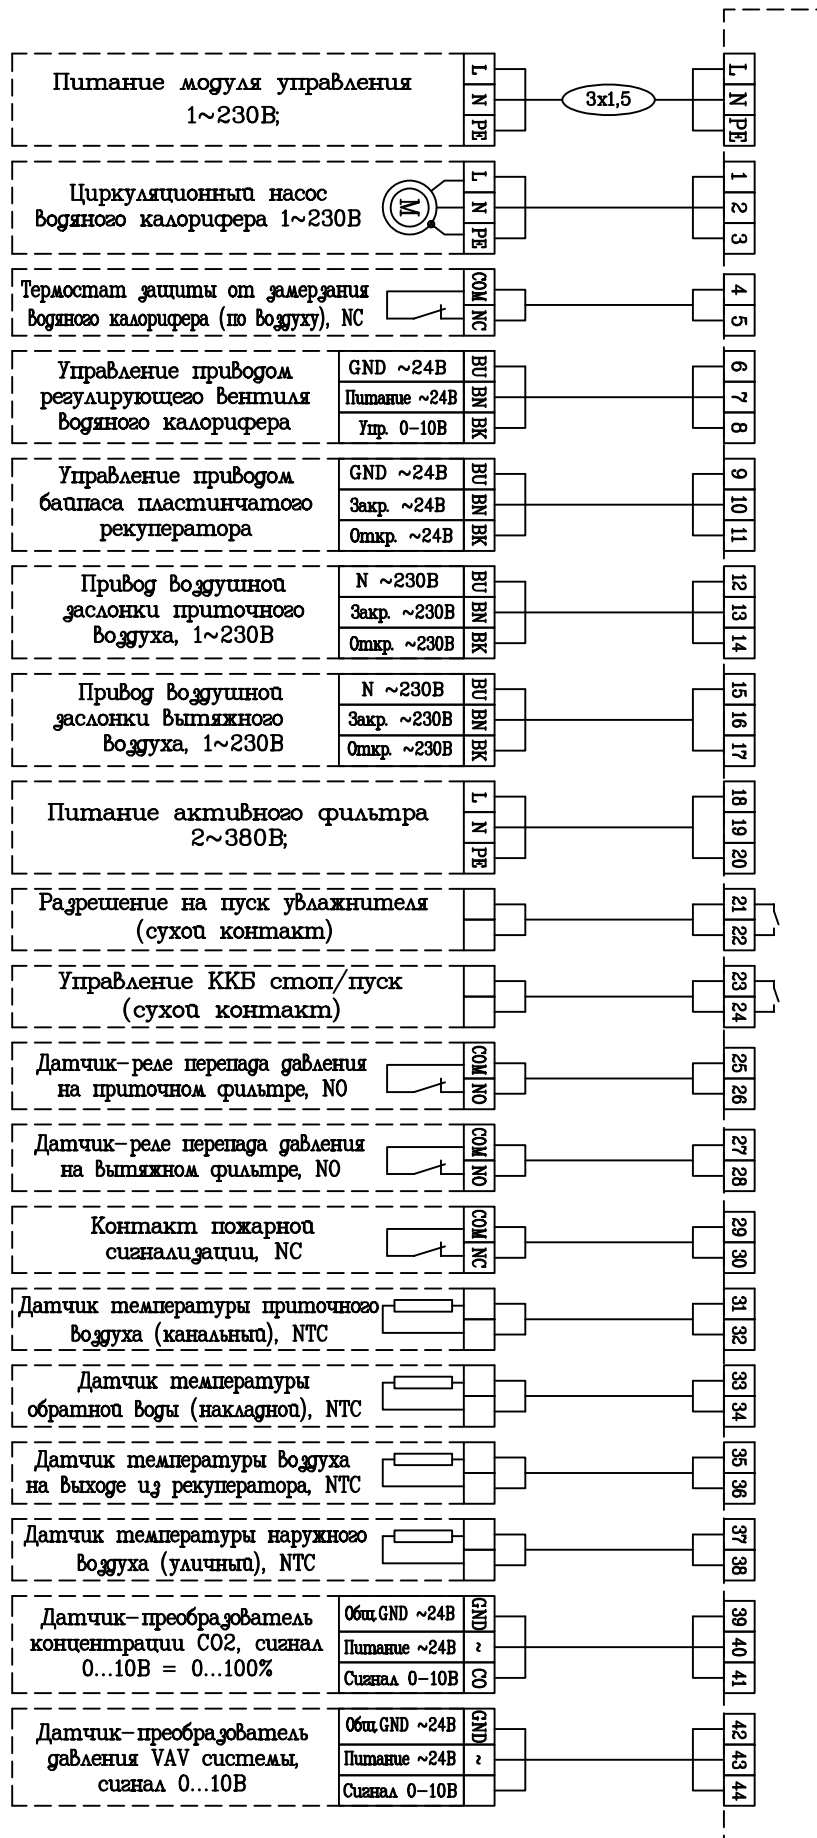 Питание модуля управления
1~230В;
L
N
PE
3x1,5
L
N
PE
Циркуляционный насос
водяного калорифера 1~230В
M
L
N
PE
1
2
3
Термостат защиты от замерзания
водяного калорифера (по воздуху), NC
COM
NC
4
5
Управление приводом
регулирующего вентиля
водяного калорифера
GND ~24В
Питание ~24В
Упр. 0-10В
BU
BN
BK
6
7
8
Управление приводом
байпаса пластинчатого
рекуператора
GND ~24В
Закр. ~24В
Откр. ~24В
BU
BN
BK
9
10
11
Привод воздушной
заслонки приточного
воздуха, 1~230В
N ~230В
Закр. ~230В
Откр. ~230В
BU
BN
BK
12
13
14
Привод воздушной
заслонки вытяжного
воздуха, 1~230В
N ~230В
Закр. ~230В
Откр. ~230В
BU
BN
BK
15
16
17
Питание активного фильтра
2~380В;
L
N
PE
18
19
20
Разрешение на пуск увлажнителя
(сухой контакт)
21
22
Управление ККБ стоп/пуск
(сухой контакт)
23
24
Датчик-реле перепада давления
на приточном фильтре, NO
COM
NO
25
26
Датчик-реле перепада давления
на вытяжном фильтре, NO
COM
NO
27
28
Контакт пожарной
сигнализации, NC
COM
NC
29
30
Датчик температуры приточного
воздуха (канальный), NTC
31
32
Датчик температуры
обратной воды (накладной), NTC
33
34
Датчик температуры воздуха
на выходе из рекуператора, NTC
35
36
Датчик температуры наружного
воздуха (уличный), NTC
37
38
Датчик-преобразователь
концентрации CO2, сигнал
0...10В = 0...100%
Общ.GND ~24В
Питание ~24В
Сигнал 0-10В
GND
~
CO
39
40
41
Датчик-преобразователь
давления VAV системы,
сигнал 0...10В
Общ.GND ~24В
Питание ~24В
Сигнал 0-10В
GND
~
42
43
44